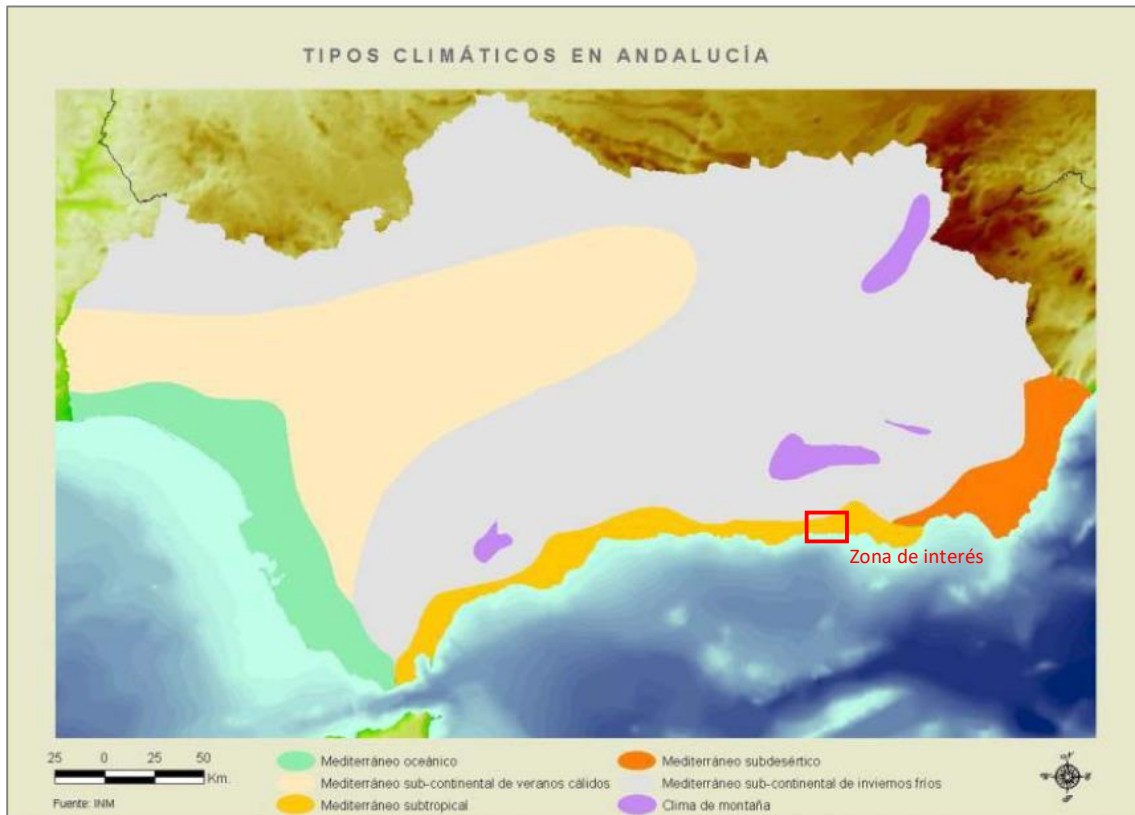 TIPOS CLIMÁTICOS EN ANDALUCÍA
Zona de interés
25 0 25 50
Km.
Fuente: INM
Mediterráneo oceánico
Mediterráneo sub-continental de veranos cálidos
Mediterráneo subtropical
Mediterráneo subdesértico
Mediterráneo sub-continental de inviernos fríos
Clima de montaña